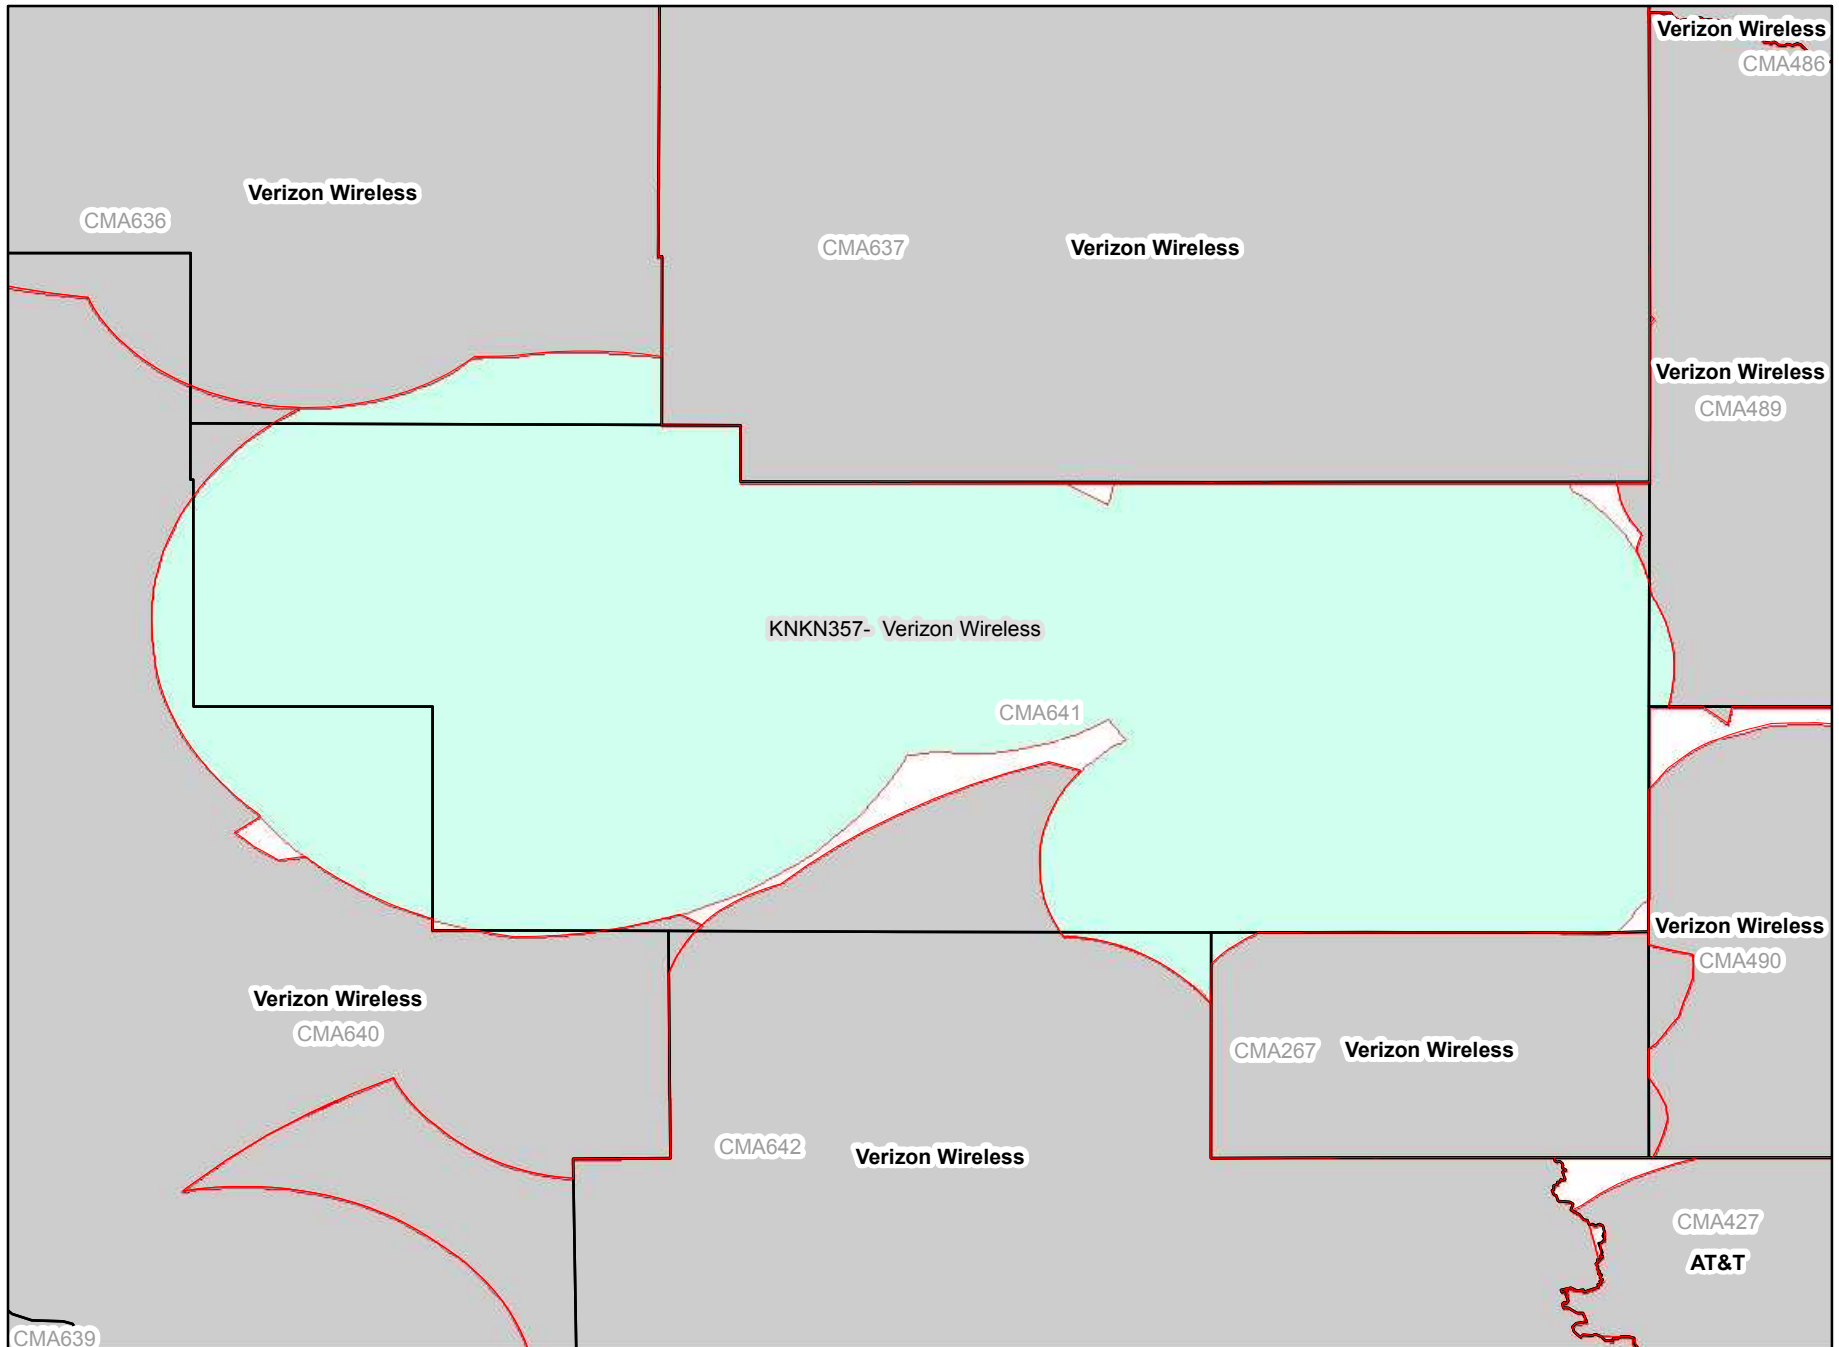 Verizon Wireless
CMA486
Verizon Wireless
CMA636
CMA637 Verizon Wireless
Verizon Wireless
CMA489
KNKN357- Verizon Wireless
CMA641
Verizon Wireless
CMA490
Verizon Wireless
CMA640
CMA267 Verizon Wireless
CMA642 Verizon Wireless
CMA427
AT&T
CMA639